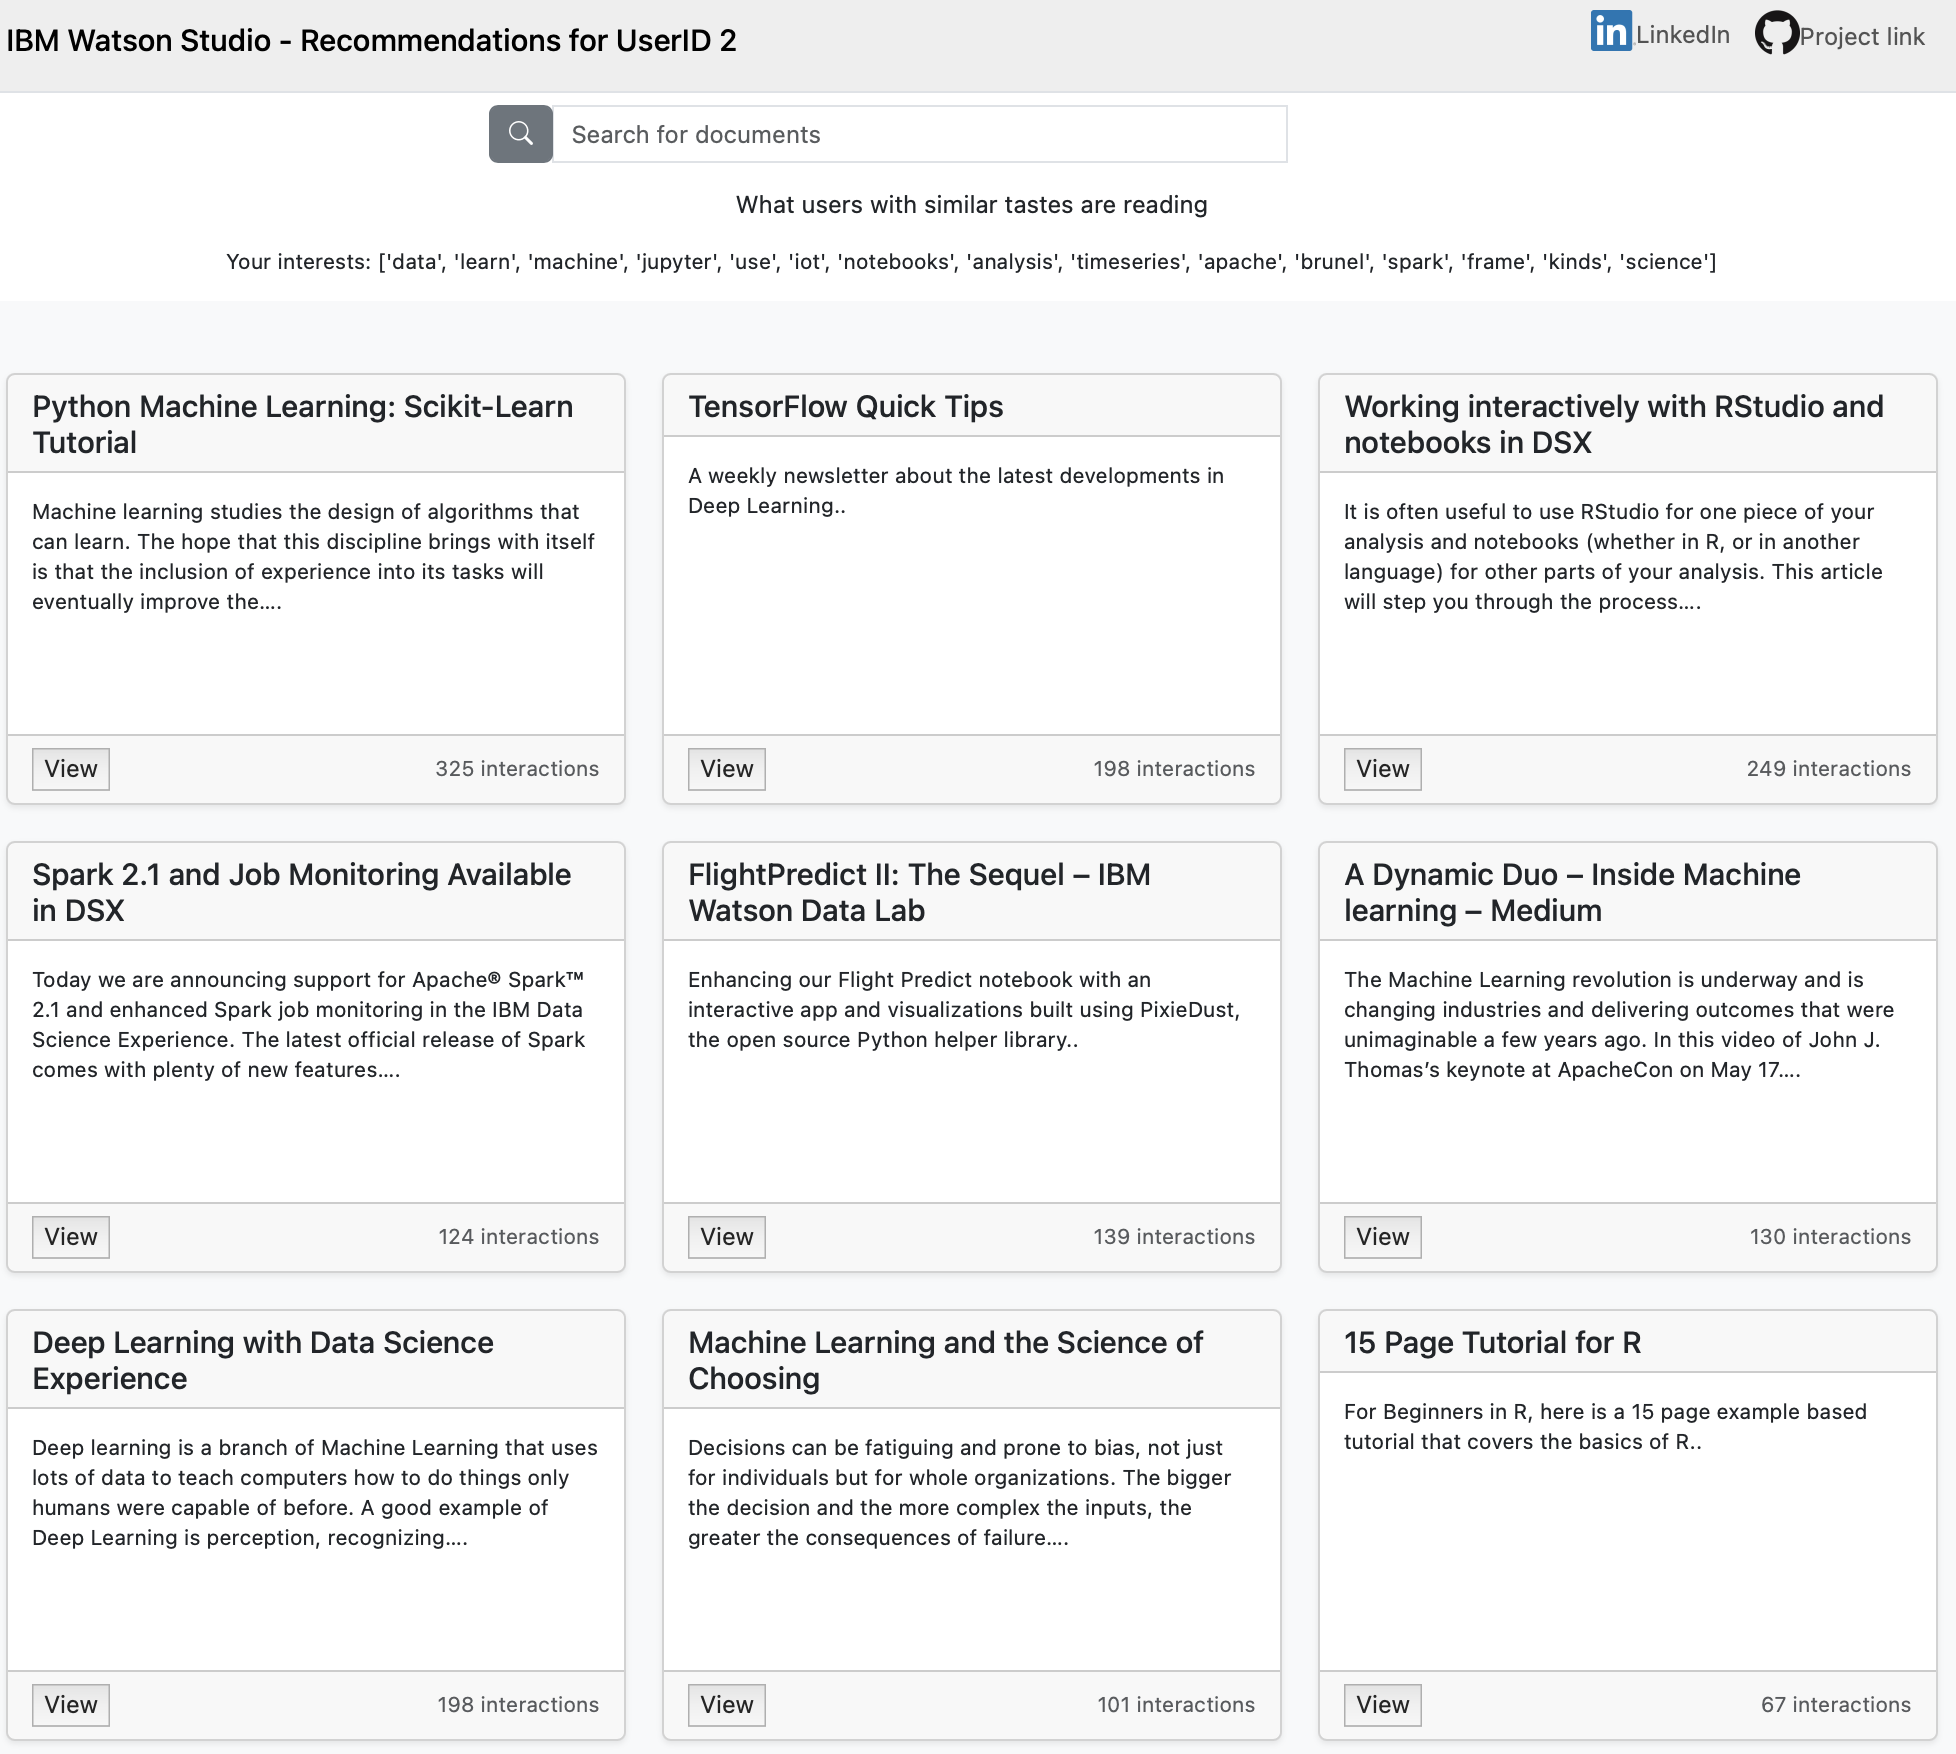 IBM Watson Studio - Recommendations for UserID 2
LinkedIn
Project link
Search for documents
What users with similar tastes are reading
Your interests: ['data', 'learn', 'machine', 'jupyter', 'use', 'iot', 'notebooks', 'analysis', 'timeseries', 'apache', 'brunel', 'spark', 'frame', 'kinds', 'science']
Python Machine Learning: Scikit-Learn
Tutorial
Machine learning studies the design of algorithms that
can learn. The hope that this discipline brings with itself
is that the inclusion of experience into its tasks will
eventually improve the....
View
325 interactions
TensorFlow Quick Tips
A weekly newsletter about the latest developments in
Deep Learning..
View
198 interactions
Working interactively with RStudio and
notebooks in DSX
It is often useful to use RStudio for one piece of your
analysis and notebooks (whether in R, or in another
language) for other parts of your analysis. This article
will step you through the process....
View
249 interactions
Spark 2.1 and Job Monitoring Available
in DSX
Today we are announcing support for Apache® Spark™
2.1 and enhanced Spark job monitoring in the IBM Data
Science Experience. The latest official release of Spark
comes with plenty of new features....
View
124 interactions
FlightPredict II: The Sequel – IBM
Watson Data Lab
Enhancing our Flight Predict notebook with an
interactive app and visualizations built using PixieDust,
the open source Python helper library..
View
139 interactions
A Dynamic Duo – Inside Machine
learning – Medium
The Machine Learning revolution is underway and is
changing industries and delivering outcomes that were
unimaginable a few years ago. In this video of John J.
Thomas’s keynote at ApacheCon on May 17....
View
130 interactions
Deep Learning with Data Science
Experience
Deep learning is a branch of Machine Learning that uses
lots of data to teach computers how to do things only
humans were capable of before. A good example of
Deep Learning is perception, recognizing....
View
198 interactions
Machine Learning and the Science of
Choosing
Decisions can be fatiguing and prone to bias, not just
for individuals but for whole organizations. The bigger
the decision and the more complex the inputs, the
greater the consequences of failure....
View
101 interactions
15 Page Tutorial for R
For Beginners in R, here is a 15 page example based
tutorial that covers the basics of R..
View
67 interactions